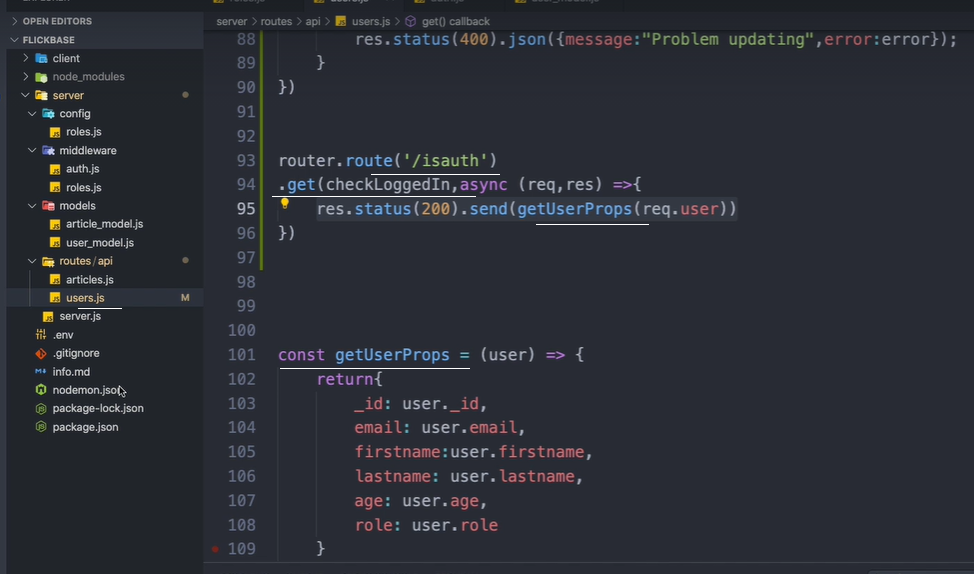 OPEN EDITORS
FLICKBASE
client
node_modules
server
config
roles.js
middleware
auth.js
roles.js
models
article_model.js
user_model.js
routes/api
articles.js
users.js M
server.js
.env
.gitignore
info.md
nodemon.json
package-lock.json
package.json
server > routes > api > users.js > get() callback
88 res.status(400).json({message:"Problem updating",error:error});
89 }
90 })
91
92
93 router.route('/isauth')
94 .get(checkLoggedIn,async (req,res) =>{
95 res.status(200).send(getUserProps(req.user))
96 })
97
98
99
100
101 const getUserProps = (user) => {
102 return{
103 _id: user._id,
104 email: user.email,
105 firstname:user.firstname,
106 lastname: user.lastname,
107 age: user.age,
108 role: user.role
109 }